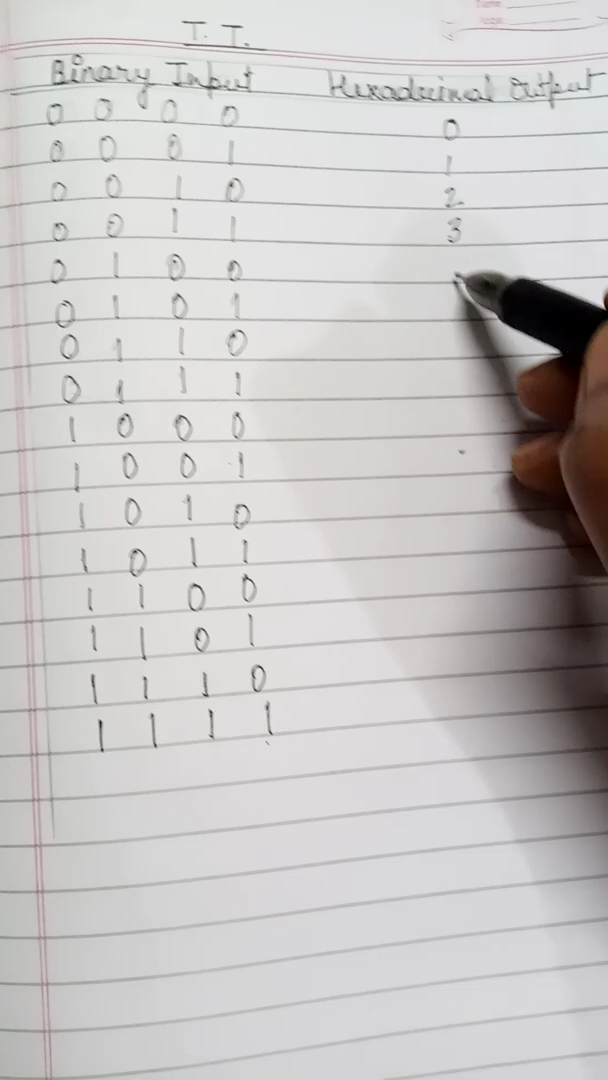 T. T.
Binary Input Hexadecimal Output
0 0 0 0 0
0 0 0 1 1
0 0 1 0 2
0 0 1 1 3
0 1 0 0
0 1 0 1
0 1 1 0
0 1 1 1
1 0 0 0
1 0 0 1
1 0 1 0
1 0 1 1
1 1 0 0
1 1 0 1
1 1 1 0
1 1 1 1